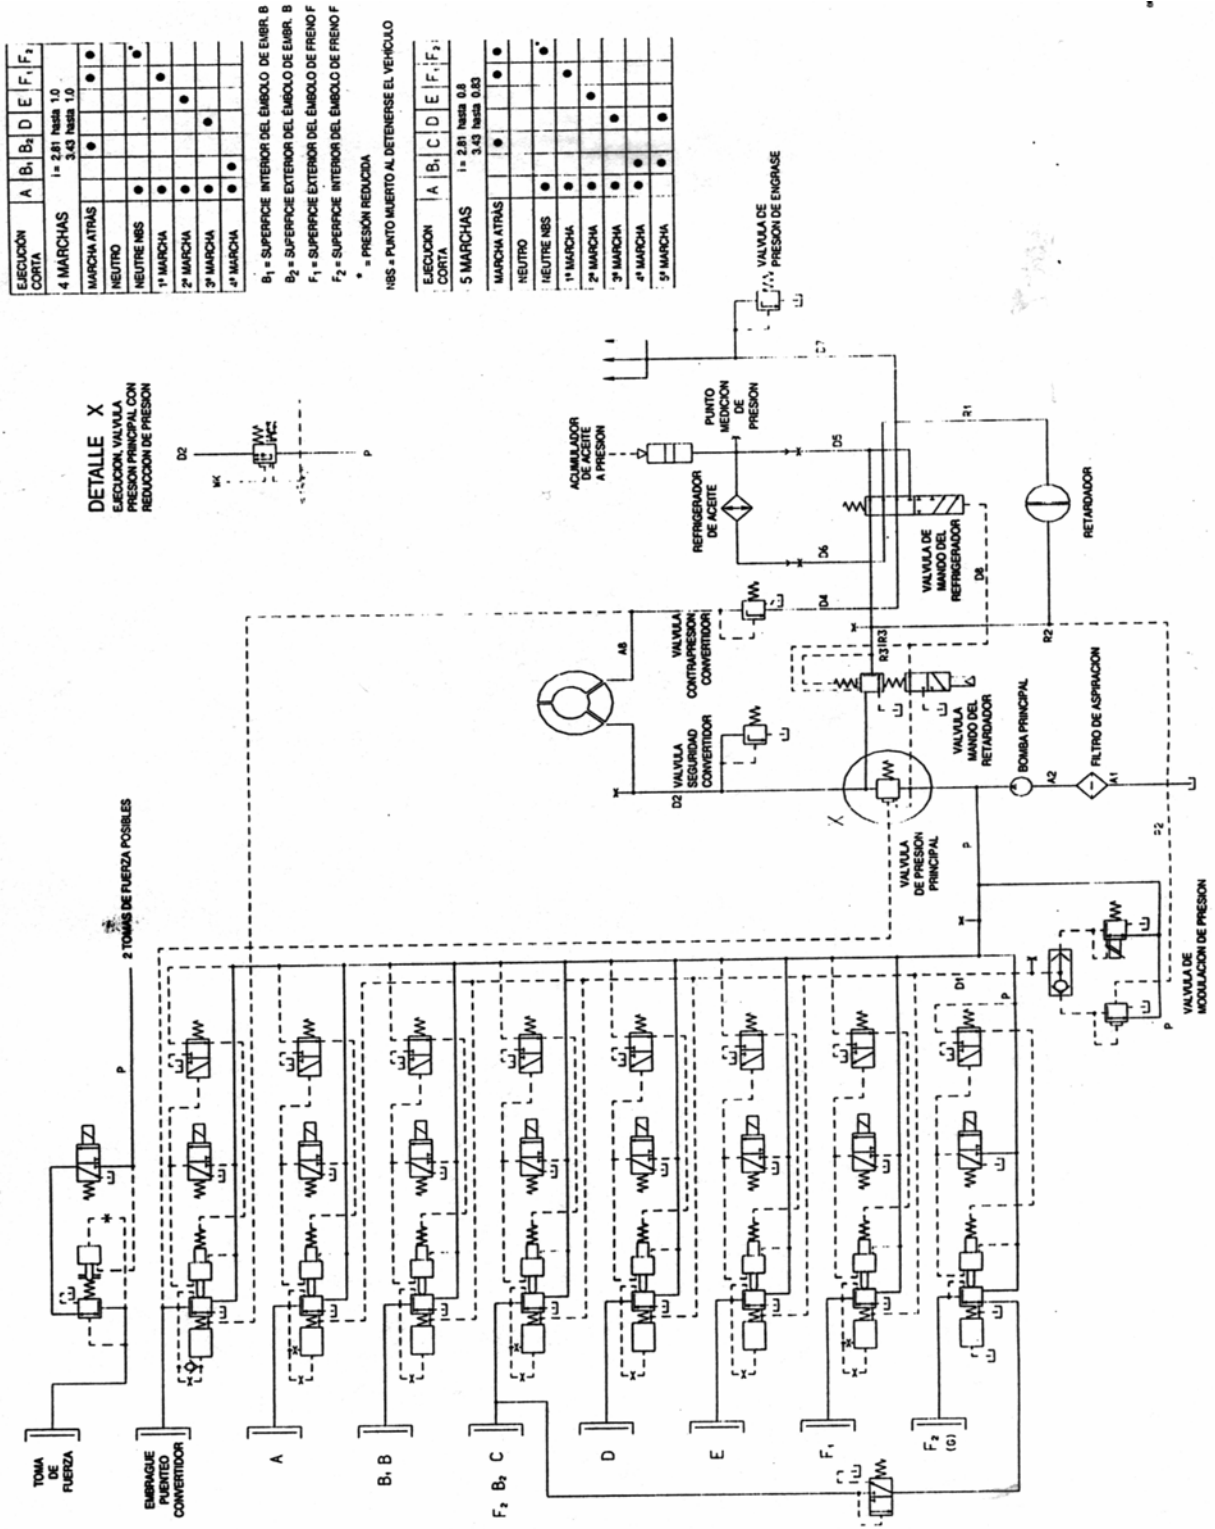 EJECUCIÓN CORTA | A | B₁ | B₂ | D | E | F₁ | F₂
4 MARCHAS i = 2.81 hasta 1.0
3.43 hasta 1.0
MARCHA ATRÀS ● ● ●
NEUTRO
NEUTRE NBS ● ●*
1ª MARCHA ● ●
2ª MARCHA ● ●
3ª MARCHA ● ●
4ª MARCHA ● ●
B₁ = SUPERFICIE INTERIOR DEL ÉMBOLO DE EMBR. B
B₂ = SUPERFICIE EXTERIOR DEL ÉMBOLO DE EMBR. B
F₁ = SUPERFICIE EXTERIOR DEL ÉMBOLO DE FRENO F
F₂ = SUPERFICIE INTERIOR DEL ÉMBOLO DE FRENO F
* = PRESIÓN REDUCIDA
NBS = PUNTO MUERTO AL DETENERSE EL VEHÍCULO
EJECUCION CORTA | A | B₁ | C | D | E | F₁ | F₂
5 MARCHAS i = 2.81 hasta 0.8
3.43 hasta 0.83
MARCHA ATRÀS ● ● ●
NEUTRO
NEUTRE NBS ● ●*
1ª MARCHA ● ●
2ª MARCHA ● ●
3ª MARCHA ● ●
4ª MARCHA ● ●
5ª MARCHA ● ●
DETALLE X
EJECUCION, VALVULA
PRESION PRINCIPAL CON
REDUCCION DE PRESION
D2
WK
P
VALVULA DE
PRESION DE ENGRASE
D7
ACUMULADOR
DE ACEITE
A PRESION
PUNTO
MEDICION
DE
PRESION
D5
R1
REFRIGERADOR
DE ACEITE
D6
VALVULA DE
MANDO DEL
REFRIGERADOR
D8
RETARDADOR
A8
VALVULA
CONTRAPRESION
CONVERTIDOR
D4
R3
R3
R2
D2
VALVULA
SEGURIDAD
CONVERTIDOR
VALVULA
MANDO DEL
RETARDADOR
BOMBA PRINCIPAL
A2
FILTRO DE ASPIRACION
A1
X
VALVULA
DE PRESION
PRINCIPAL
P
2 TOMAS DE FUERZA POSIBLES
P
D1
P
P
VALVULA DE
MODULACION DE PRESION
TOMA
DE
FUERZA
EMBRAGUE
PUENTEO
CONVERTIDOR
A
B₁ B
F₂ B₂ C
D
E
F₁
F₂
(G)